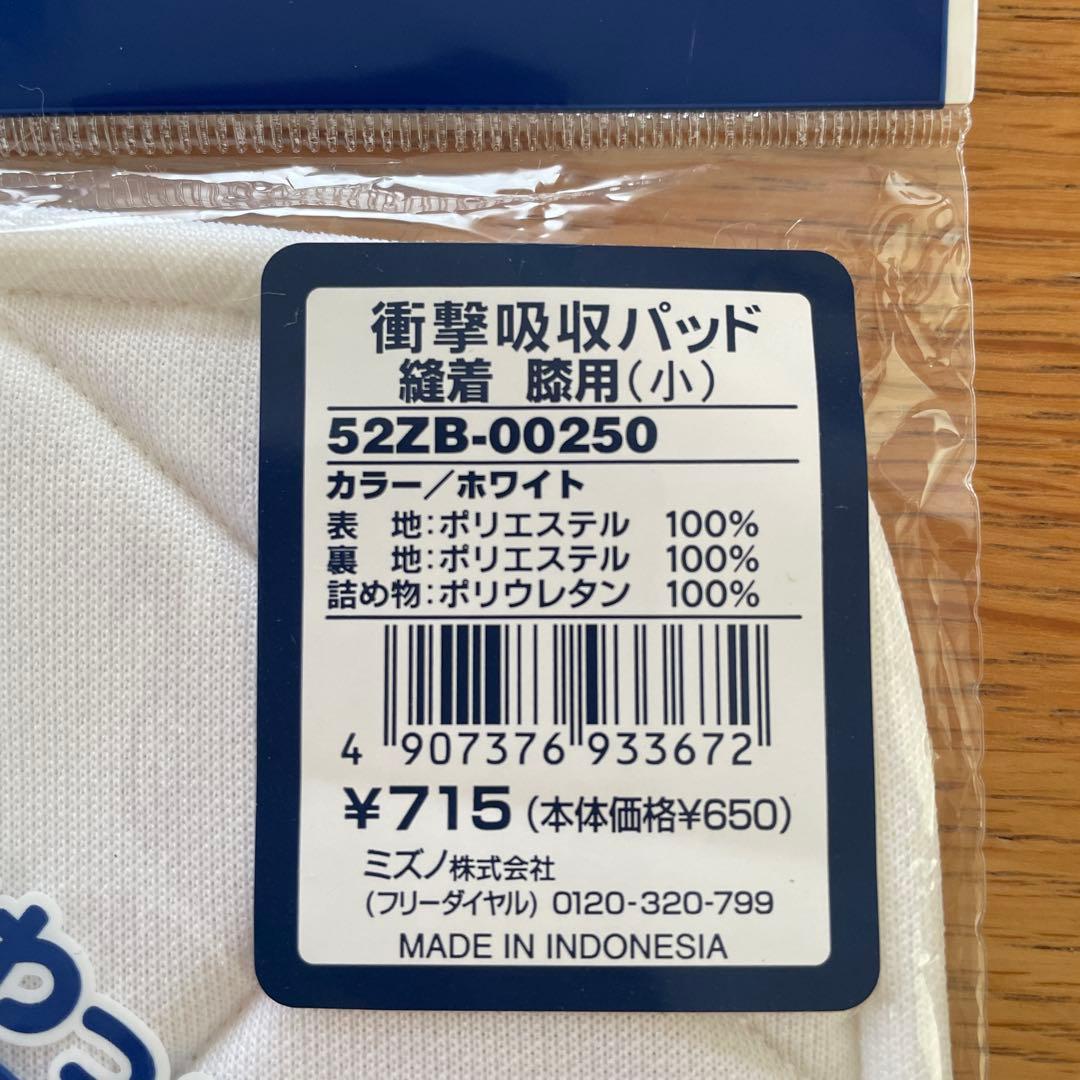 衝撃吸収パッド
縫着 膝用(小)
52ZB-00250
カラー/ホワイト
表 地:ポリエステル 100%
裏 地:ポリエステル 100%
詰め物:ポリウレタン 100%
4 907376 933672
¥715 (本体価格¥650)
ミズノ株式会社
(フリーダイヤル) 0120-320-799
MADE IN INDONESIA